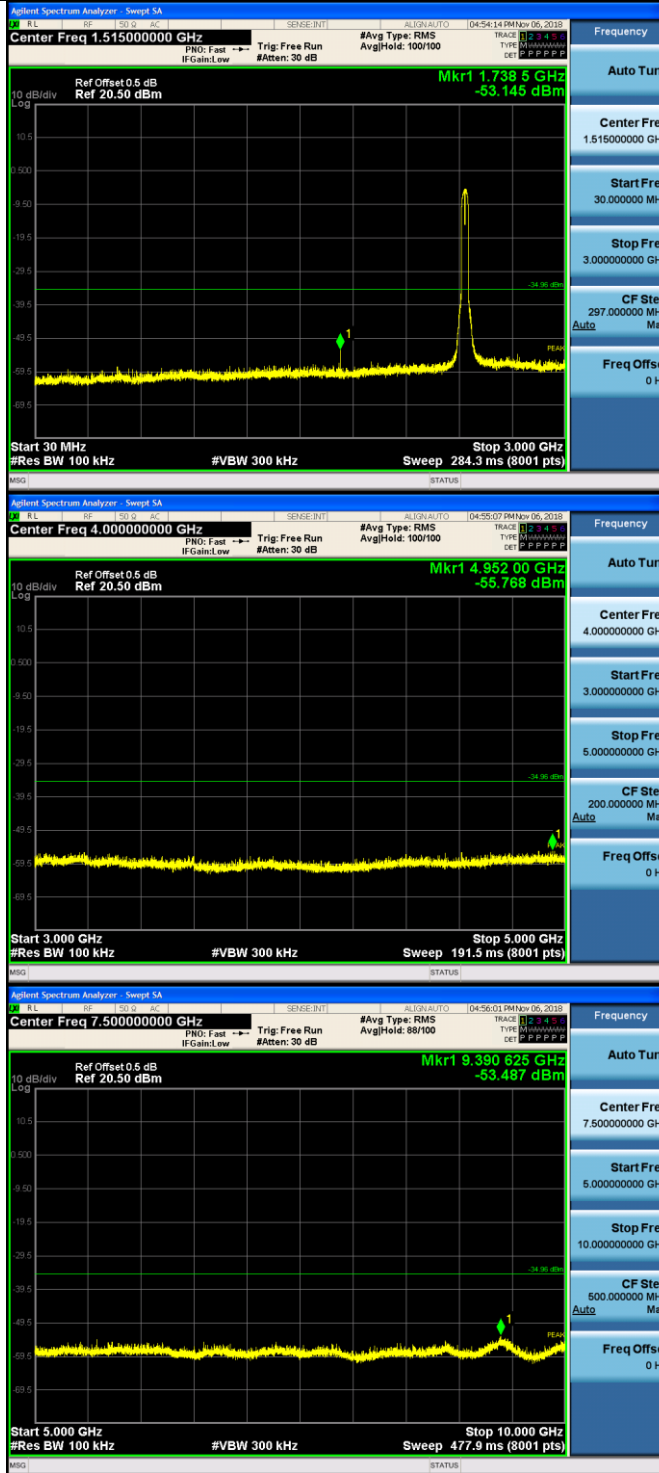 Agilent Spectrum Analyzer - Swept SA
RL RF 50 Ω AC SENSE:INT ALIGNAUTO 04:54:14 PM Nov 06, 2018
Center Freq 1.515000000 GHz
PNO: Fast
IFGain:Low
Trig: Free Run
#Atten: 30 dB
#Avg Type: RMS
Avg|Hold: 100/100
TRACE 1 2 3 4 5 6
TYPE M
DET P P P P P P
Frequency
Auto Tun
Mkr1 1.738 5 GHz
-53.145 dBm
Ref Offset 0.5 dB
Ref 20.50 dBm
10 dB/div
Log
10.5
0.500
-9.50
-19.5
-29.5
-39.5
-49.5
-59.5
-69.5
-34.96 dBm
1
PEAK
Center Fre
1.515000000 GH
Start Fre
30.000000 MH
Stop Fre
3.000000000 GH
CF Ste
297.000000 MH
Auto Ma
Freq Offse
0 H
Start 30 MHz Stop 3.000 GHz
#Res BW 100 kHz #VBW 300 kHz Sweep 284.3 ms (8001 pts)
MSG STATUS
Agilent Spectrum Analyzer - Swept SA
RL RF 50 Ω AC SENSE:INT ALIGNAUTO 04:55:07 PM Nov 06, 2018
Center Freq 4.000000000 GHz
PNO: Fast
IFGain:Low
Trig: Free Run
#Atten: 30 dB
#Avg Type: RMS
Avg|Hold: 100/100
TRACE 1 2 3 4 5 6
TYPE M
DET P P P P P P
Frequency
Auto Tun
Mkr1 4.952 00 GHz
-55.768 dBm
Ref Offset 0.5 dB
Ref 20.50 dBm
10 dB/div
Log
10.5
0.500
-9.50
-19.5
-29.5
-39.5
-49.5
-59.5
-69.5
-34.96 dBm
1
Center Fre
4.000000000 GH
Start Fre
3.000000000 GH
Stop Fre
5.000000000 GH
CF Ste
200.000000 MH
Auto Ma
Freq Offse
0 H
Start 3.000 GHz Stop 5.000 GHz
#Res BW 100 kHz #VBW 300 kHz Sweep 191.5 ms (8001 pts)
MSG STATUS
Agilent Spectrum Analyzer - Swept SA
RL RF 50 Ω AC SENSE:INT ALIGNAUTO 04:56:01 PM Nov 06, 2018
Center Freq 7.500000000 GHz
PNO: Fast
IFGain:Low
Trig: Free Run
#Atten: 30 dB
#Avg Type: RMS
Avg|Hold: 88/100
TRACE 1 2 3 4 5 6
TYPE M
DET P P P P P P
Frequency
Auto Tun
Mkr1 9.390 625 GHz
-53.487 dBm
Ref Offset 0.5 dB
Ref 20.50 dBm
10 dB/div
Log
10.5
0.500
-9.50
-19.5
-29.5
-39.5
-49.5
-59.5
-69.5
-34.96 dBm
1
PEAK
Center Fre
7.500000000 GH
Start Fre
5.000000000 GH
Stop Fre
10.000000000 GH
CF Ste
500.000000 MH
Auto Ma
Freq Offse
0 H
Start 5.000 GHz Stop 10.000 GHz
#Res BW 100 kHz #VBW 300 kHz Sweep 477.9 ms (8001 pts)
MSG STATUS